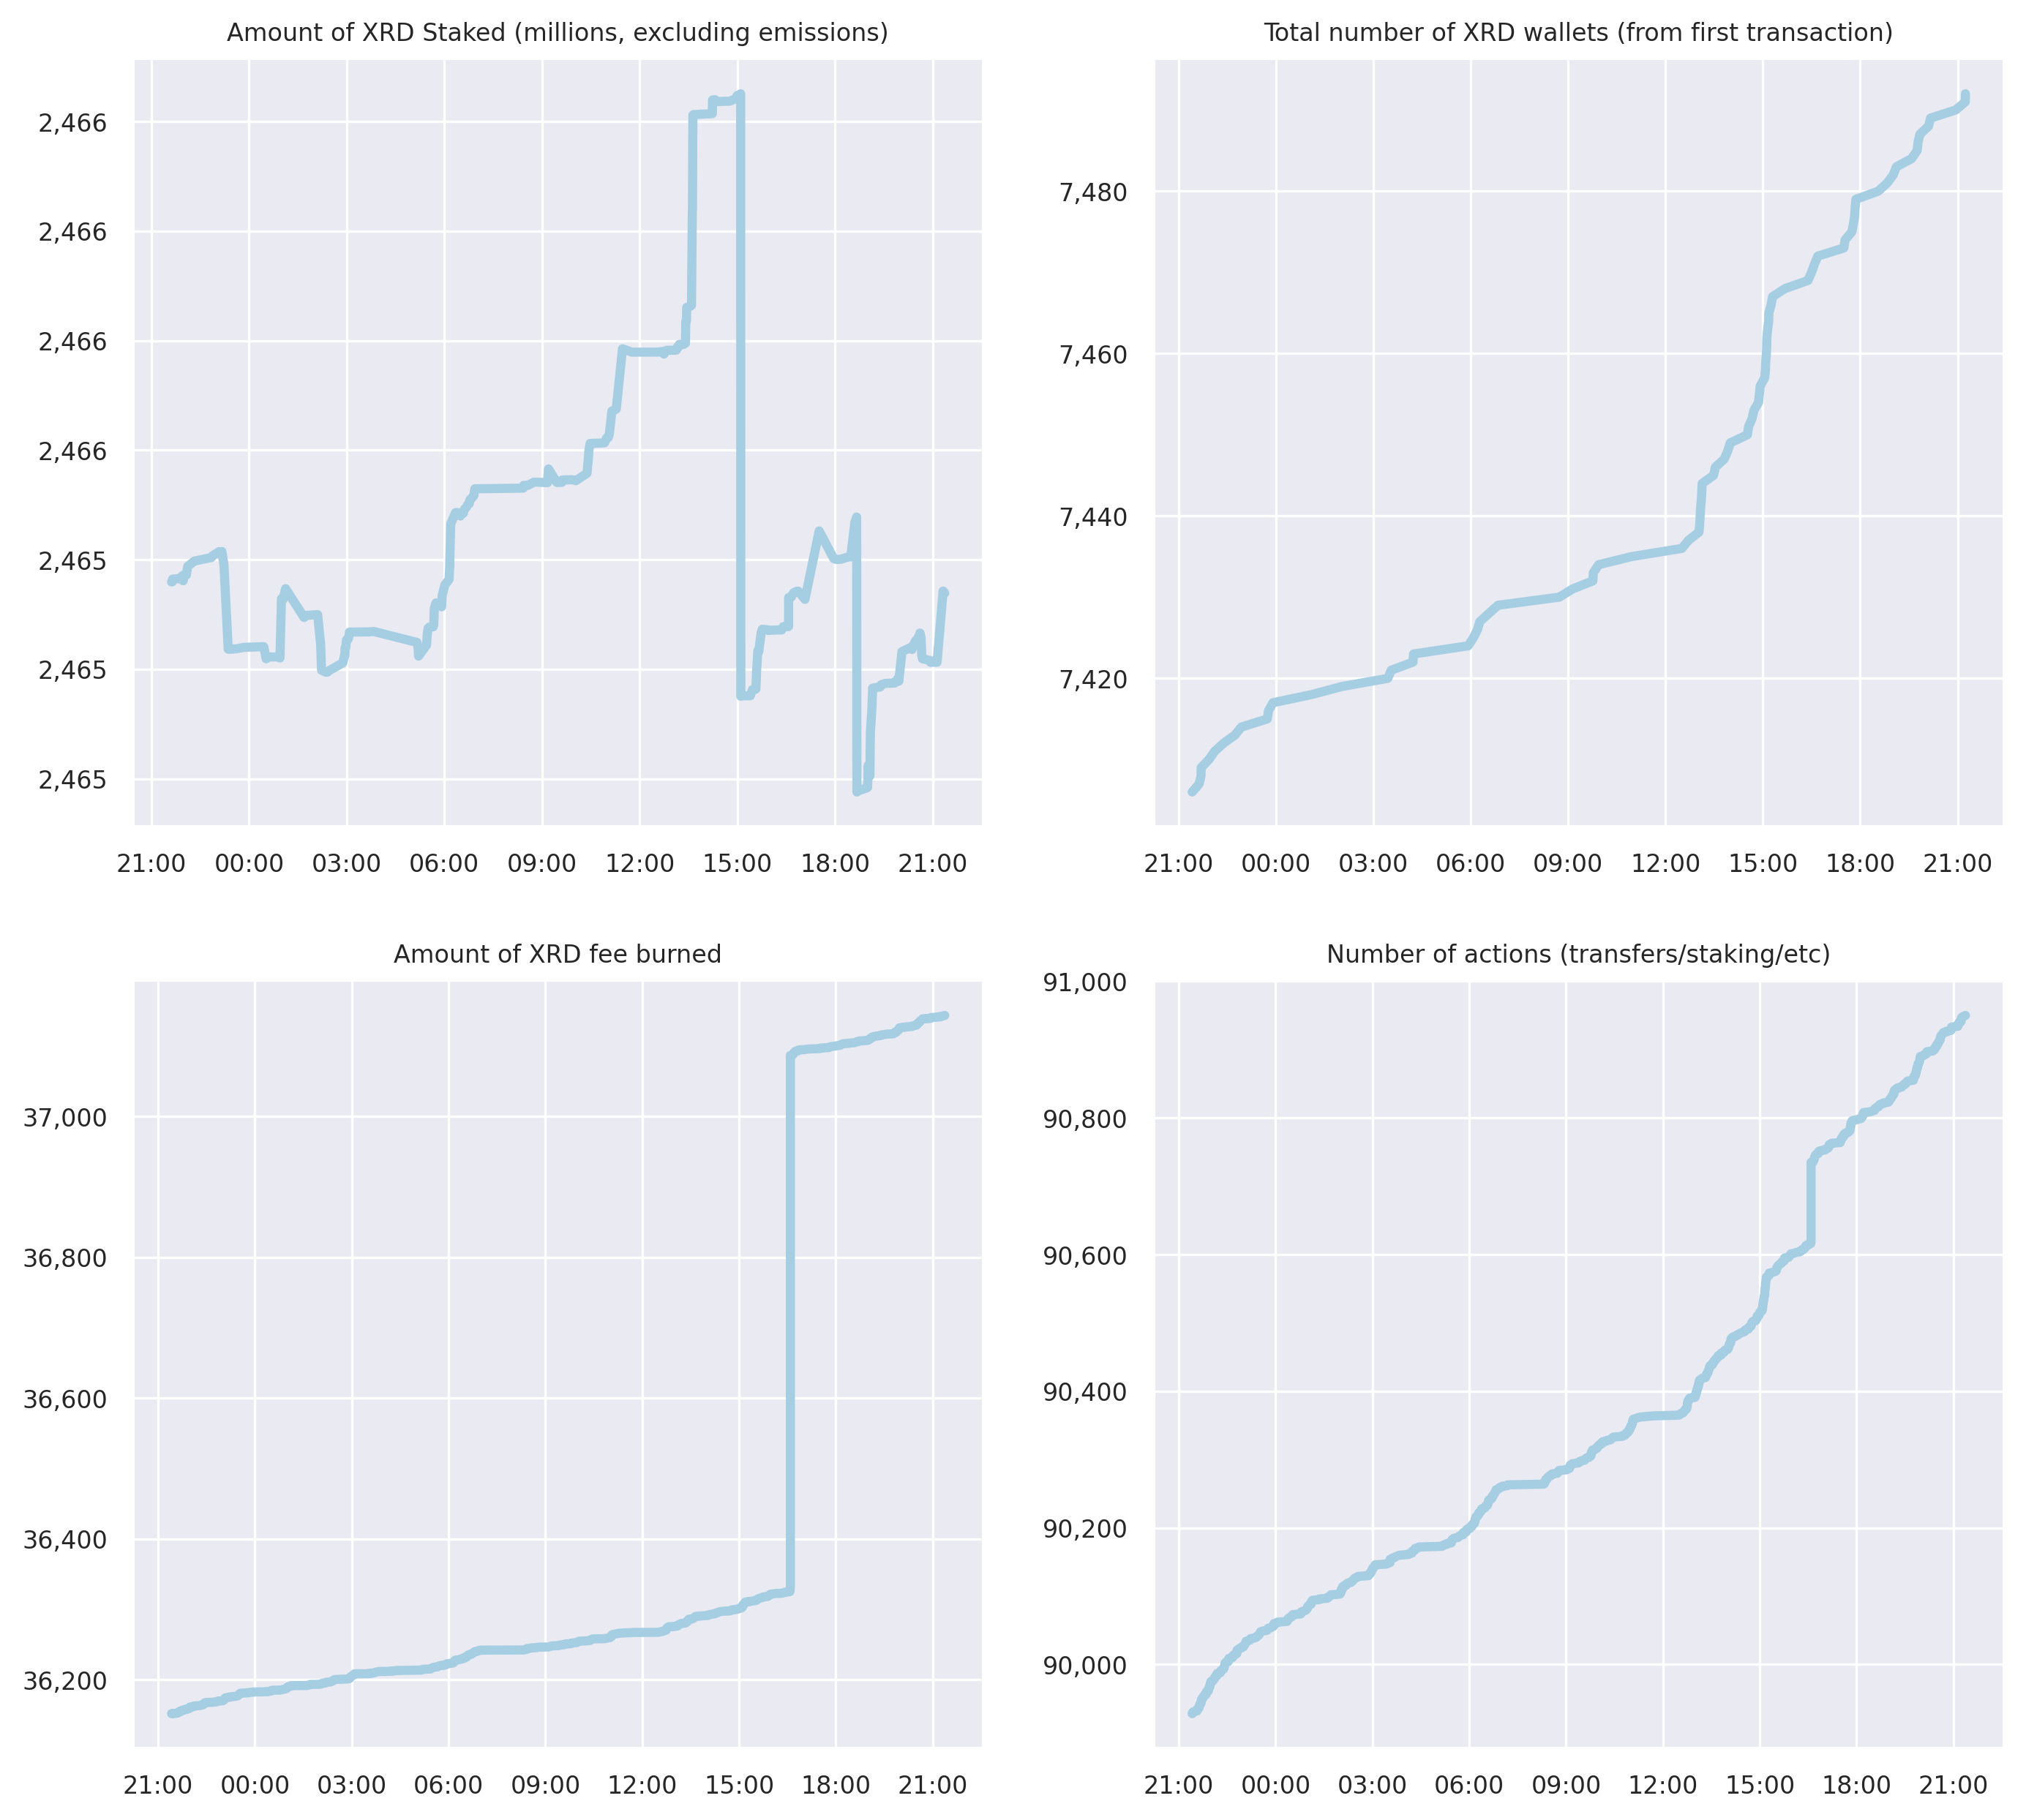 Amount of XRD Staked (millions, excluding emissions)
2,466
2,466
2,466
2,466
2,465
2,465
2,465
21:00 00:00 03:00 06:00 09:00 12:00 15:00 18:00 21:00
Total number of XRD wallets (from first transaction)
7,480
7,460
7,440
7,420
21:00 00:00 03:00 06:00 09:00 12:00 15:00 18:00 21:00
Amount of XRD fee burned
37,000
36,800
36,600
36,400
36,200
21:00 00:00 03:00 06:00 09:00 12:00 15:00 18:00 21:00
Number of actions (transfers/staking/etc)
91,000
90,800
90,600
90,400
90,200
90,000
21:00 00:00 03:00 06:00 09:00 12:00 15:00 18:00 21:00